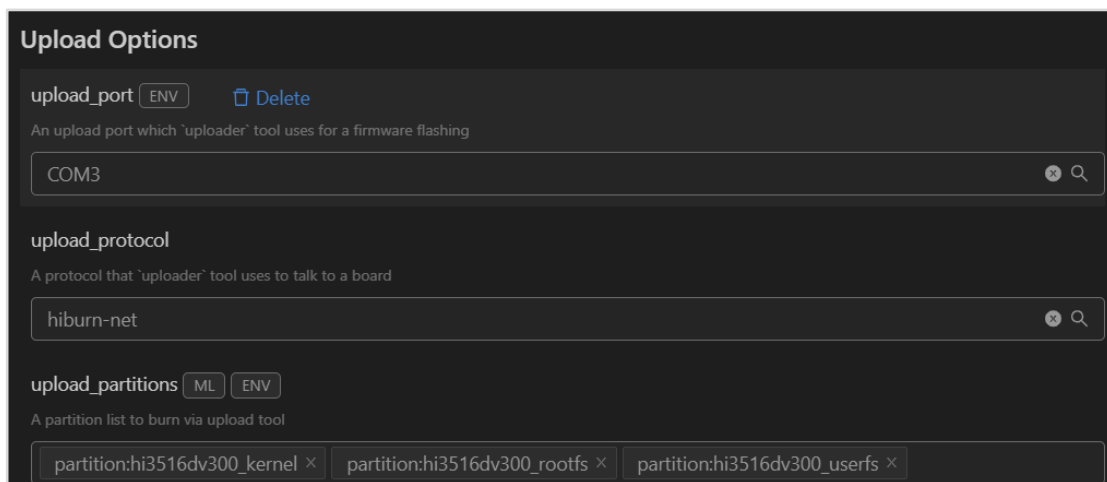 Upload Options
upload_port ENV Delete
An upload port which `uploader` tool uses for a firmware flashing
COM3
upload_protocol
A protocol that `uploader` tool uses to talk to a board
hiburn-net
upload_partitions ML ENV
A partition list to burn via upload tool
partition:hi3516dv300_kernel × partition:hi3516dv300_rootfs × partition:hi3516dv300_userfs ×